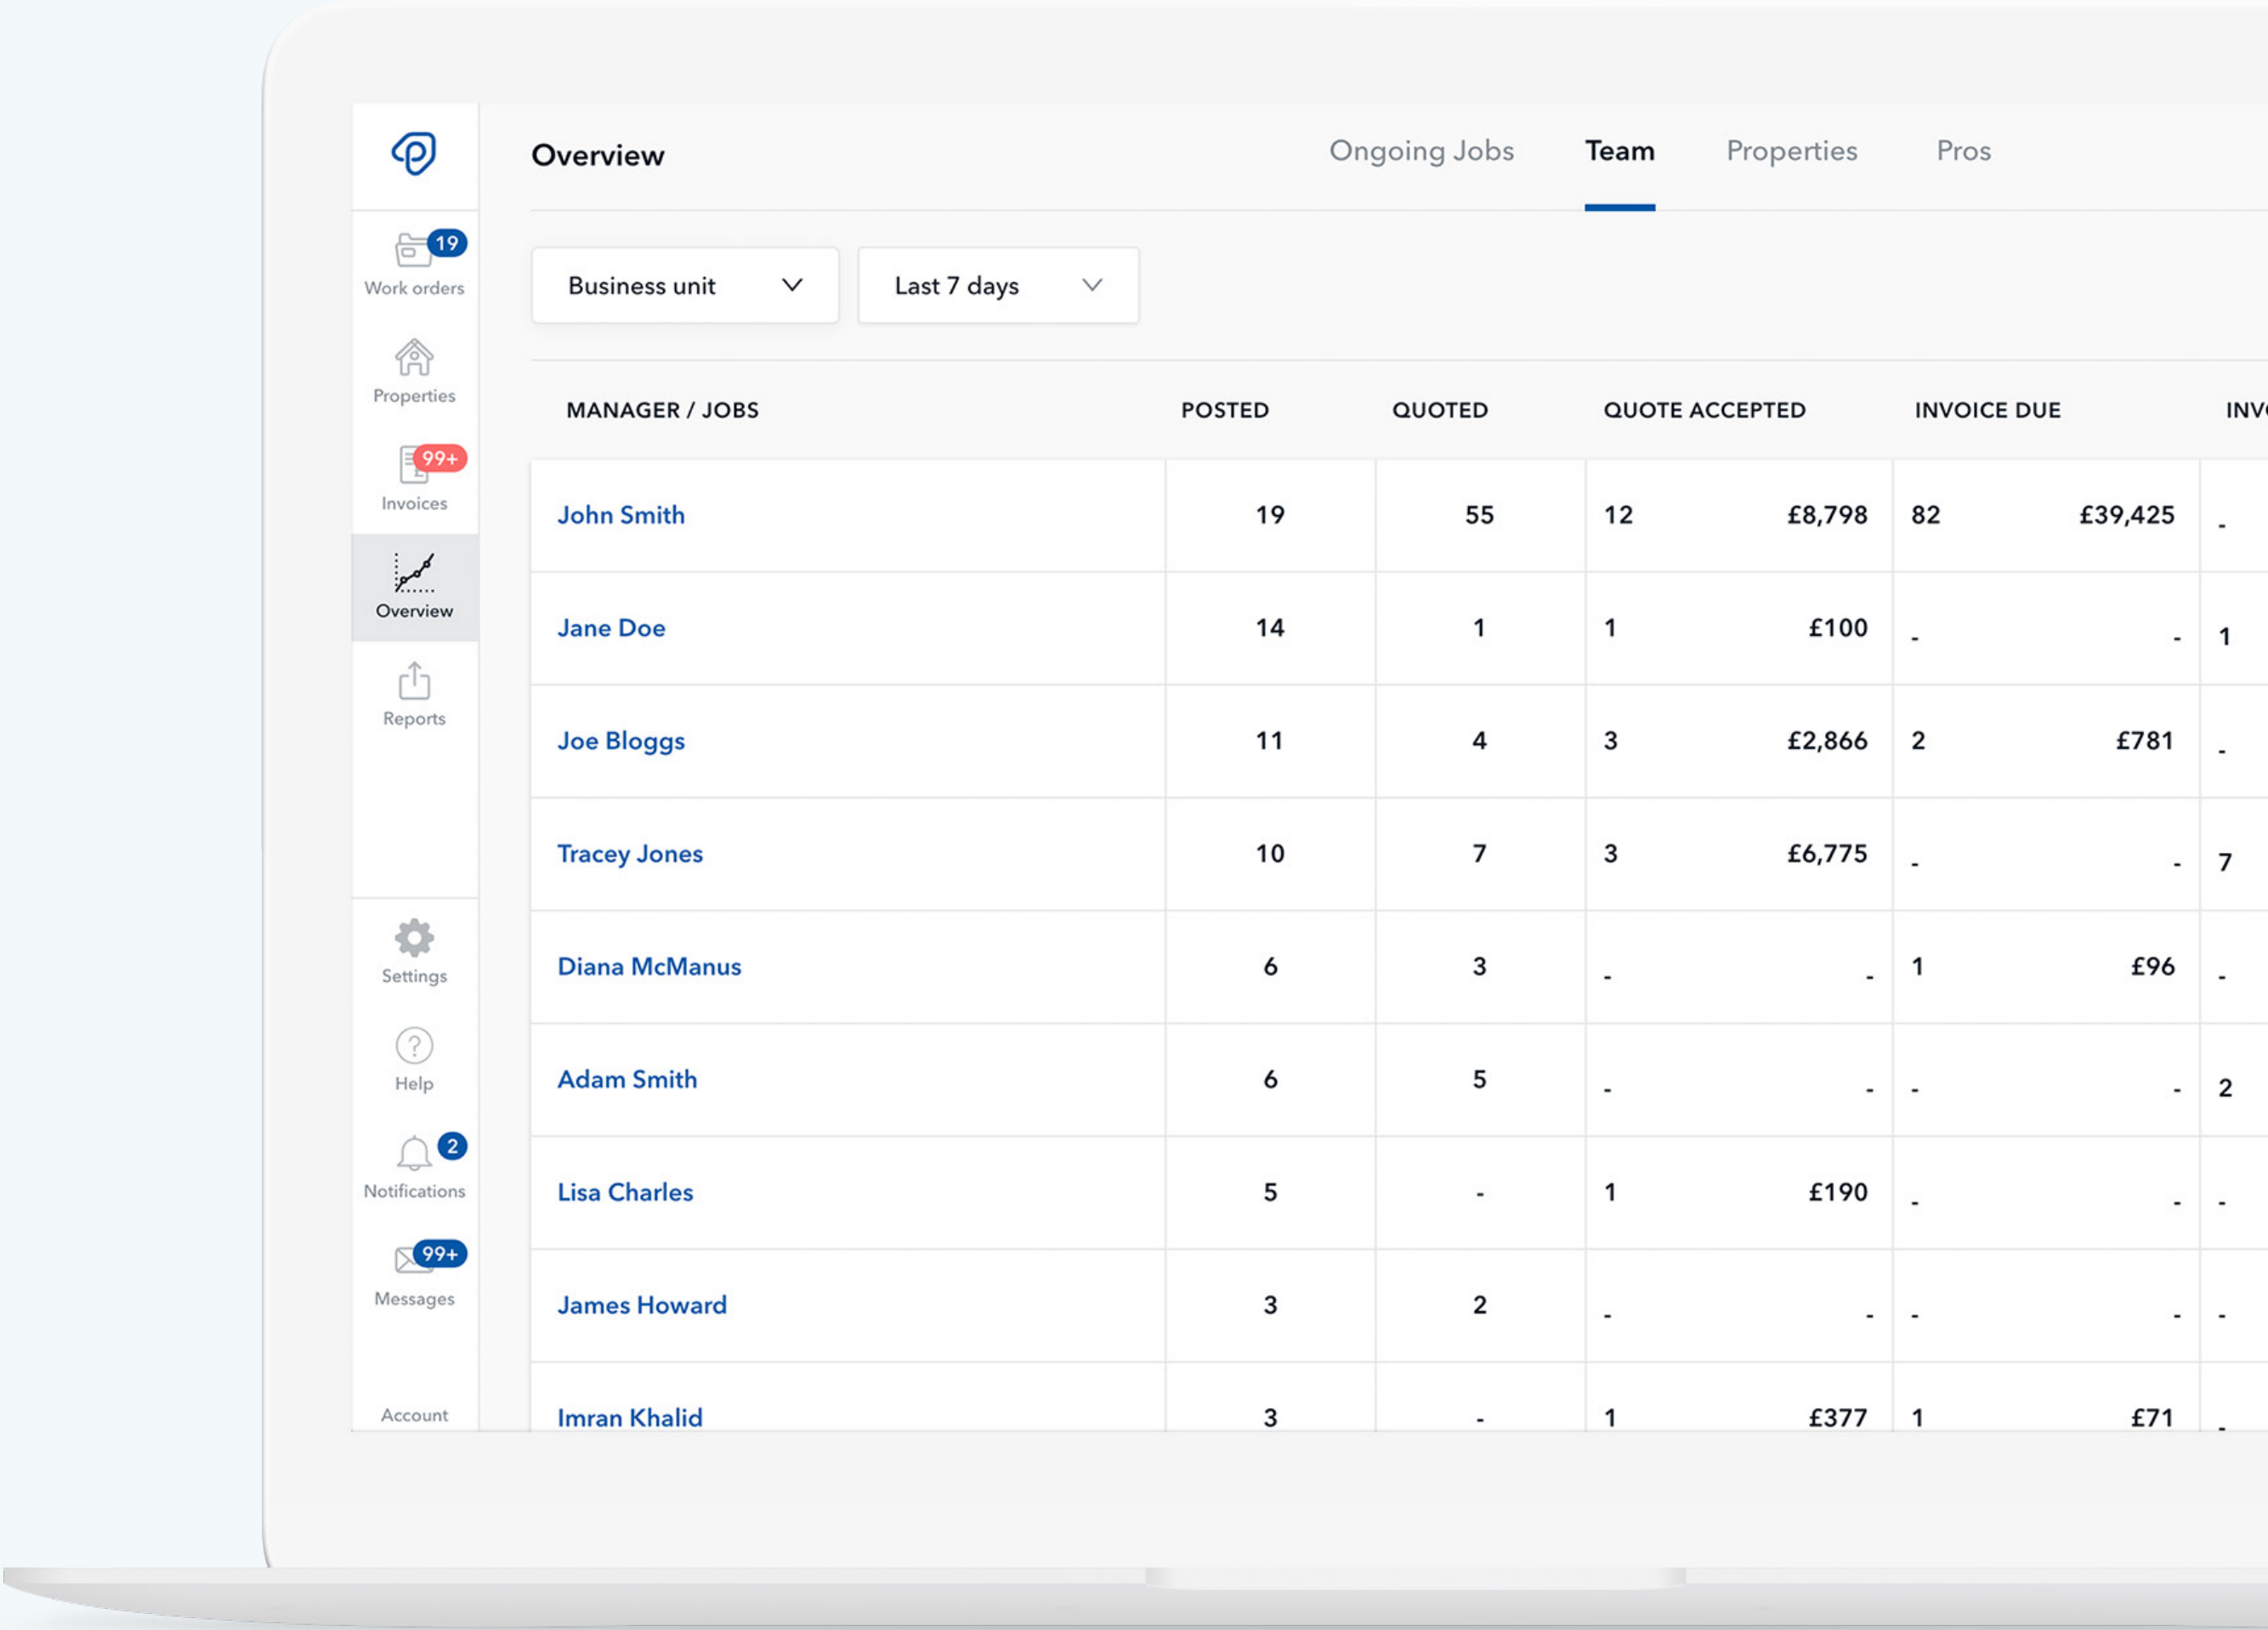 Overview
Ongoing Jobs Team Properties Pros
19
Work orders
Properties
99+
Invoices
Overview
Reports
Settings
Help
2
Notifications
99+
Messages
Account
Business unit Last 7 days
MANAGER / JOBS POSTED QUOTED QUOTE ACCEPTED INVOICE DUE
John Smith 19 55 12 £8,798 82 £39,425 -
Jane Doe 14 1 1 £100 - - 1
Joe Bloggs 11 4 3 £2,866 2 £781 -
Tracey Jones 10 7 3 £6,775 - - 7
Diana McManus 6 3 - - 1 £96 -
Adam Smith 6 5 - - - - 2
Lisa Charles 5 - 1 £190 - - -
James Howard 3 2 - - - - -
Imran Khalid 3 - 1 £377 1 £71 -